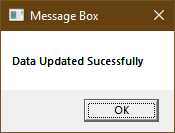 Message Box
Data Updated Sucessfully
OK